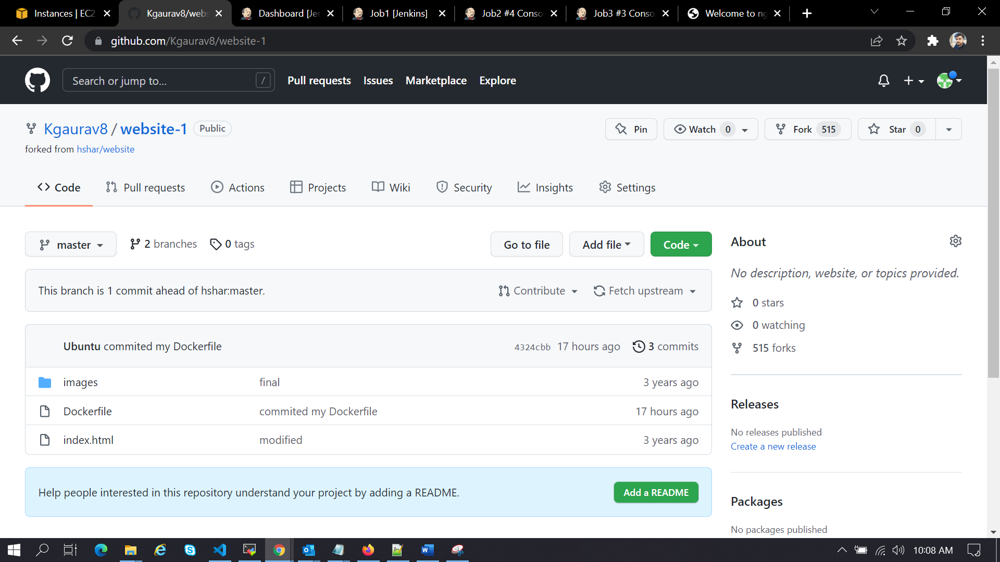 Instances | EC2
Kgaurav8/webs
Dashboard [Jen
Job1 [Jenkins]
Job2 #4 Conso
Job3 #3 Conso
Welcome to ng
github.com/Kgaurav8/website-1
Search or jump to...
/
Pull requests
Issues
Marketplace
Explore
Kgaurav8 / website-1
Public
Pin
Watch 0
Fork 515
Star 0
forked from hshar/website
Code
Pull requests
Actions
Projects
Wiki
Security
Insights
Settings
master
2 branches
0 tags
Go to file
Add file
Code
This branch is 1 commit ahead of hshar:master.
Contribute
Fetch upstream
Ubuntu commited my Dockerfile
4324cbb
17 hours ago
3 commits
images
final
3 years ago
Dockerfile
commited my Dockerfile
17 hours ago
index.html
modified
3 years ago
Help people interested in this repository understand your project by adding a README.
Add a README
About
No description, website, or topics provided.
0 stars
0 watching
515 forks
Releases
No releases published
Create a new release
Packages
No packages published
10:08 AM